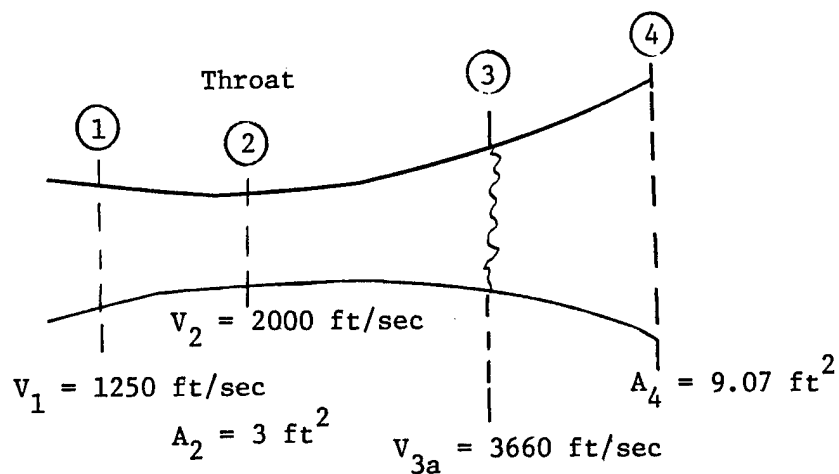 4
Throat
3
1
2
V₂ = 2000 ft/sec
V₁ = 1250 ft/sec
A₄ = 9.07 ft²
A₂ = 3 ft²
V₃ₐ = 3660 ft/sec